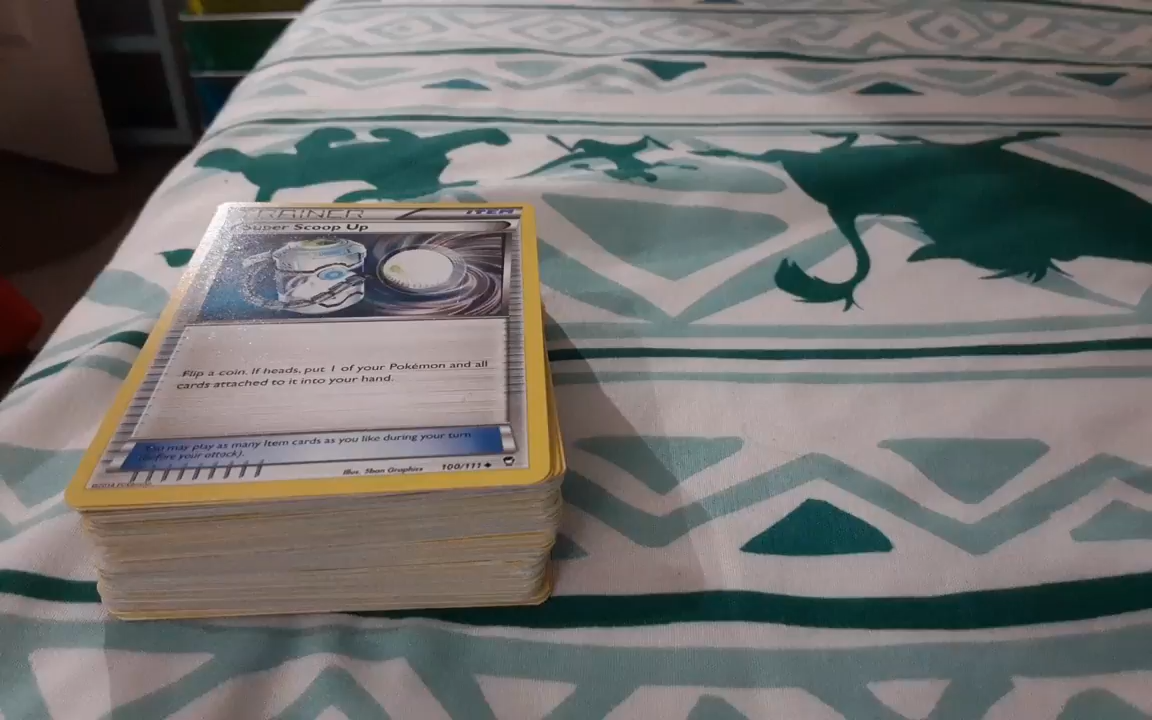 TRAINER ITEM
Super Scoop Up
Flip a coin. If heads, put 1 of your Pokémon and all
cards attached to it into your hand.
You may play as many Item cards as you like during your turn
(before your attack).
Illus. 5ban Graphics 100/111